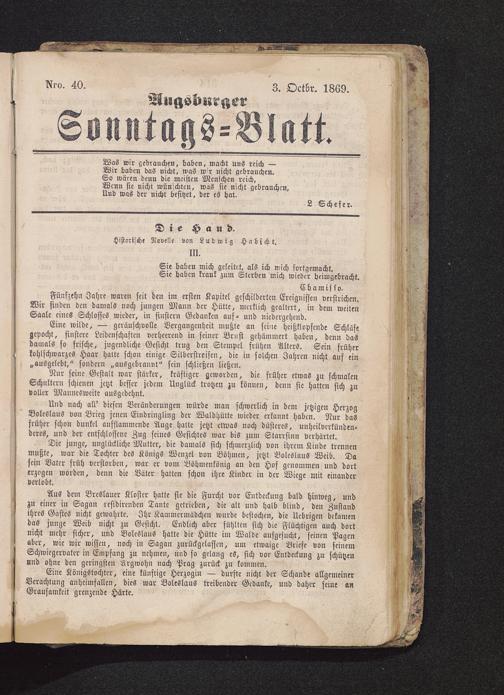 Nro. 40.
3. Octbr. 1869.
Augsburger
Sonntags=Blatt.
Was wir gebrauchen, haben, macht uns reich —
Wir haben das nicht, was wir nicht gebrauchen.
So wären denn die meisten Menschen reich,
Wenn sie nicht wünschten, was sie nicht gebrauchen,
Und was der nicht besitzet, der es hat.
L Schefer.
Die Hand.
Historische Novelle von Ludwig Habicht.
III.
Sie haben mich geleitet, als ich mich fortgemacht,
Sie haben krank zum Sterben mich wieder heimgebracht.
Chamisso.
Fünfzehn Jahre waren seit den im ersten Kapitel geschilderten Ereignissen verstrichen.
Wir finden den damals noch jungen Mann der Hütte, merklich gealtert, in dem weiten
Saale eines Schlosses wieder, in finstern Gedanken auf= und niedergehend.
Eine wilde, — geräuschvolle Vergangenheit mußte an seine heißklopfende Schläfe
gepocht, finstere Leidenschaften verheerend in seiner Brust gehämmert haben, denn das
damals so frische, jugendliche Gesicht trug den Stempel frühen Alters. Sein früher
kohlschwarzes Haar hatte schon einige Silberstreifen, die in solchen Jahren nicht auf ein
„ausgelebt,“ sondern „ausgebrannt“ sein schließen ließen.
Nur seine Gestalt war stärker, kräftiger geworden, die früher etwas zu schmalen
Schultern schienen jetzt besser jedem Unglück trotzen zu können, denn sie hatten sich zu
voller Mannesweite ausgedehnt.
Und nach all' diesen Veränderungen würde man schwerlich in dem jetzigen Herzog
Boleslaus von Brieg jenen Eindringling der Waldhütte wieder erkannt haben. Nur das
früher schon dunkel aufflammende Auge hatte jetzt etwas noch düsteres, unheilverkünden=
deres, und der entschlossene Zug seines Gesichtes war bis zum Starrsinn verhärtet.
Die junge, unglückliche Mutter, die damals sich schmerzlich von ihrem Kinde trennen
mußte, war die Tochter des Königs Wenzel von Böhmen, jetzt Boleslaus Weib. Da
sein Vater früh verstorben, war er vom Böhmenkönig an den Hof genommen und dort
erzogen worden, denn die Väter hatten schon ihre Kinder in der Wiege mit einander
verlobt.
Aus dem Breslauer Kloster hatte sie die Furcht vor Entdeckung bald hinweg, und
zu einer in Sagan residirenden Tante getrieben, die alt und halb blind, den Zustand
ihres Gastes nicht gewahrte. Ihr Kammermädchen wurde bestochen, die Uebrigen bekamen
das junge Weib nicht zu Gesicht. Endlich aber fühlten sich die Flüchtigen auch dort
nicht mehr sicher, und Boleslaus hatte die Hütte im Walde aufgesucht, seinen Pagen
aber, wie wir wissen, noch in Sagan zurückgelassen, um etwaige Briefe von seinem
Schwiegervater in Empfang zu nehmen, und so gelang es, sich vor Entdeckung zu schützen
und ohne den geringsten Argwohn nach Prag zurück zu kommen.
Eine Königstochter, eine künftige Herzogin — durfte nicht der Schande allgemeiner
Verachtung anheimfallen, dies war Boleslaus treibender Gedanke, und daher seine an
Grausamkeit grenzende Härte.